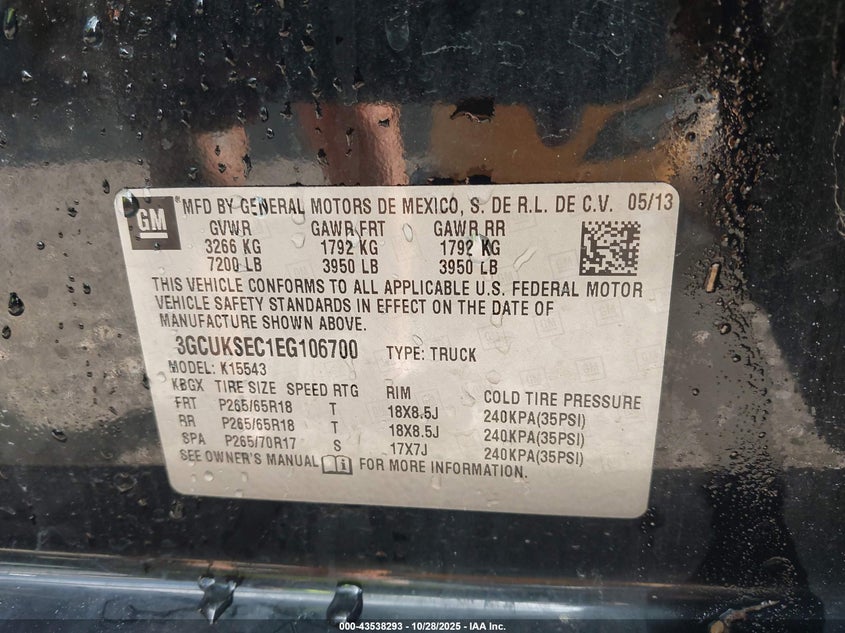 GM
MFD BY GENERAL MOTORS DE MEXICO, S. DE R.L. DE C.V. 05/13
GVWR GAWR FRT GAWR RR
3266 KG 1792 KG 1792 KG
7200 LB 3950 LB 3950 LB
THIS VEHICLE CONFORMS TO ALL APPLICABLE U.S. FEDERAL MOTOR
VEHICLE SAFETY STANDARDS IN EFFECT ON THE DATE OF
MANUFACTURE SHOWN ABOVE.
3GCUKSEC1EG106700 TYPE: TRUCK
MODEL: K15543
KBGX TIRE SIZE SPEED RTG RIM COLD TIRE PRESSURE
FRT P265/65R18 T 18X8.5J 240KPA(35PSI)
RR P265/65R18 T 18X8.5J 240KPA(35PSI)
SPA P265/70R17 S 17X7J 240KPA(35PSI)
SEE OWNER'S MANUAL FOR MORE INFORMATION.
000-43538293 - 10/28/2025 - IAA Inc.